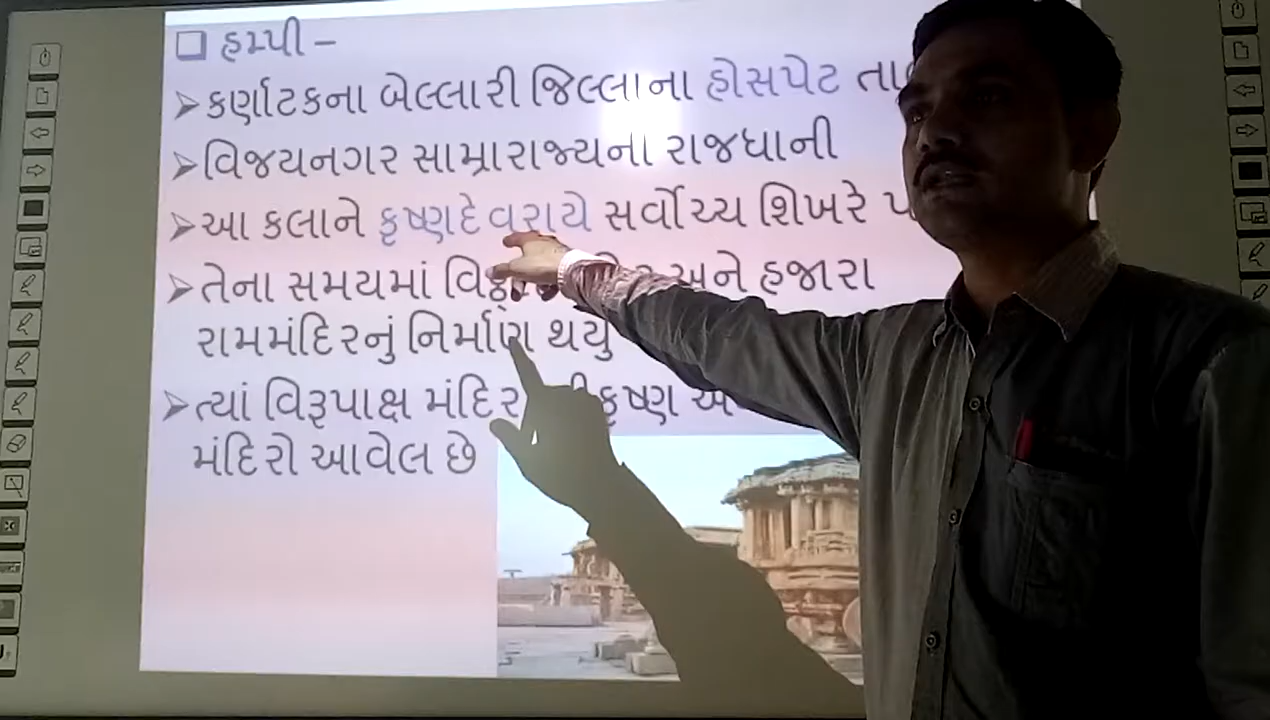 ❑ હમ્પી –
➤ કર્ણાટકના બેલ્લારી જિલ્લાના હોસપેટ
➤ વિજયનગર સામ્રારાજ્યના રાજધાની
➤ આ કલાને કૃષ્ણદેવરાયે સર્વોચ્ચ શિખરે
➤ તેના સમયમાં અને હજારા
રામમંદિરનું નિર્માણ થયુ
➤ ત્યાં વિરૂપાક્ષ મંદિર
મંદિરો આવેલ છે